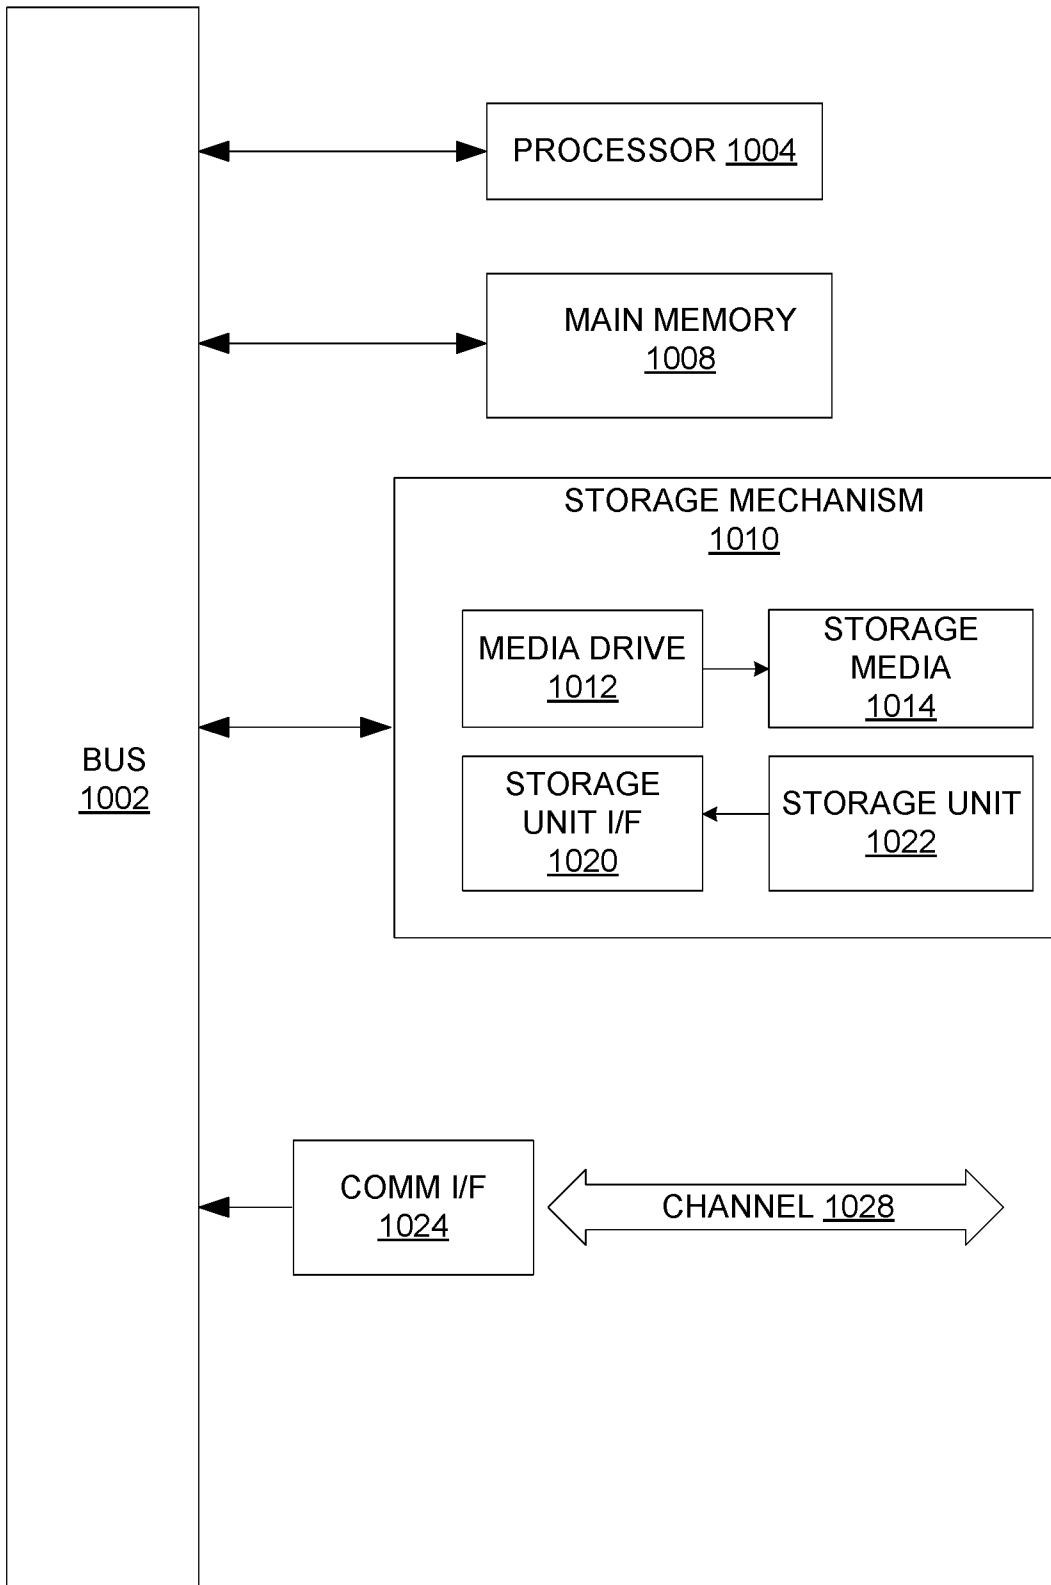 PROCESSOR 1004
MAIN MEMORY
1008
STORAGE MECHANISM
1010
MEDIA DRIVE
1012
STORAGE
MEDIA
1014
BUS
1002
STORAGE
UNIT I/F
1020
STORAGE UNIT
1022
COMM I/F
1024
CHANNEL 1028